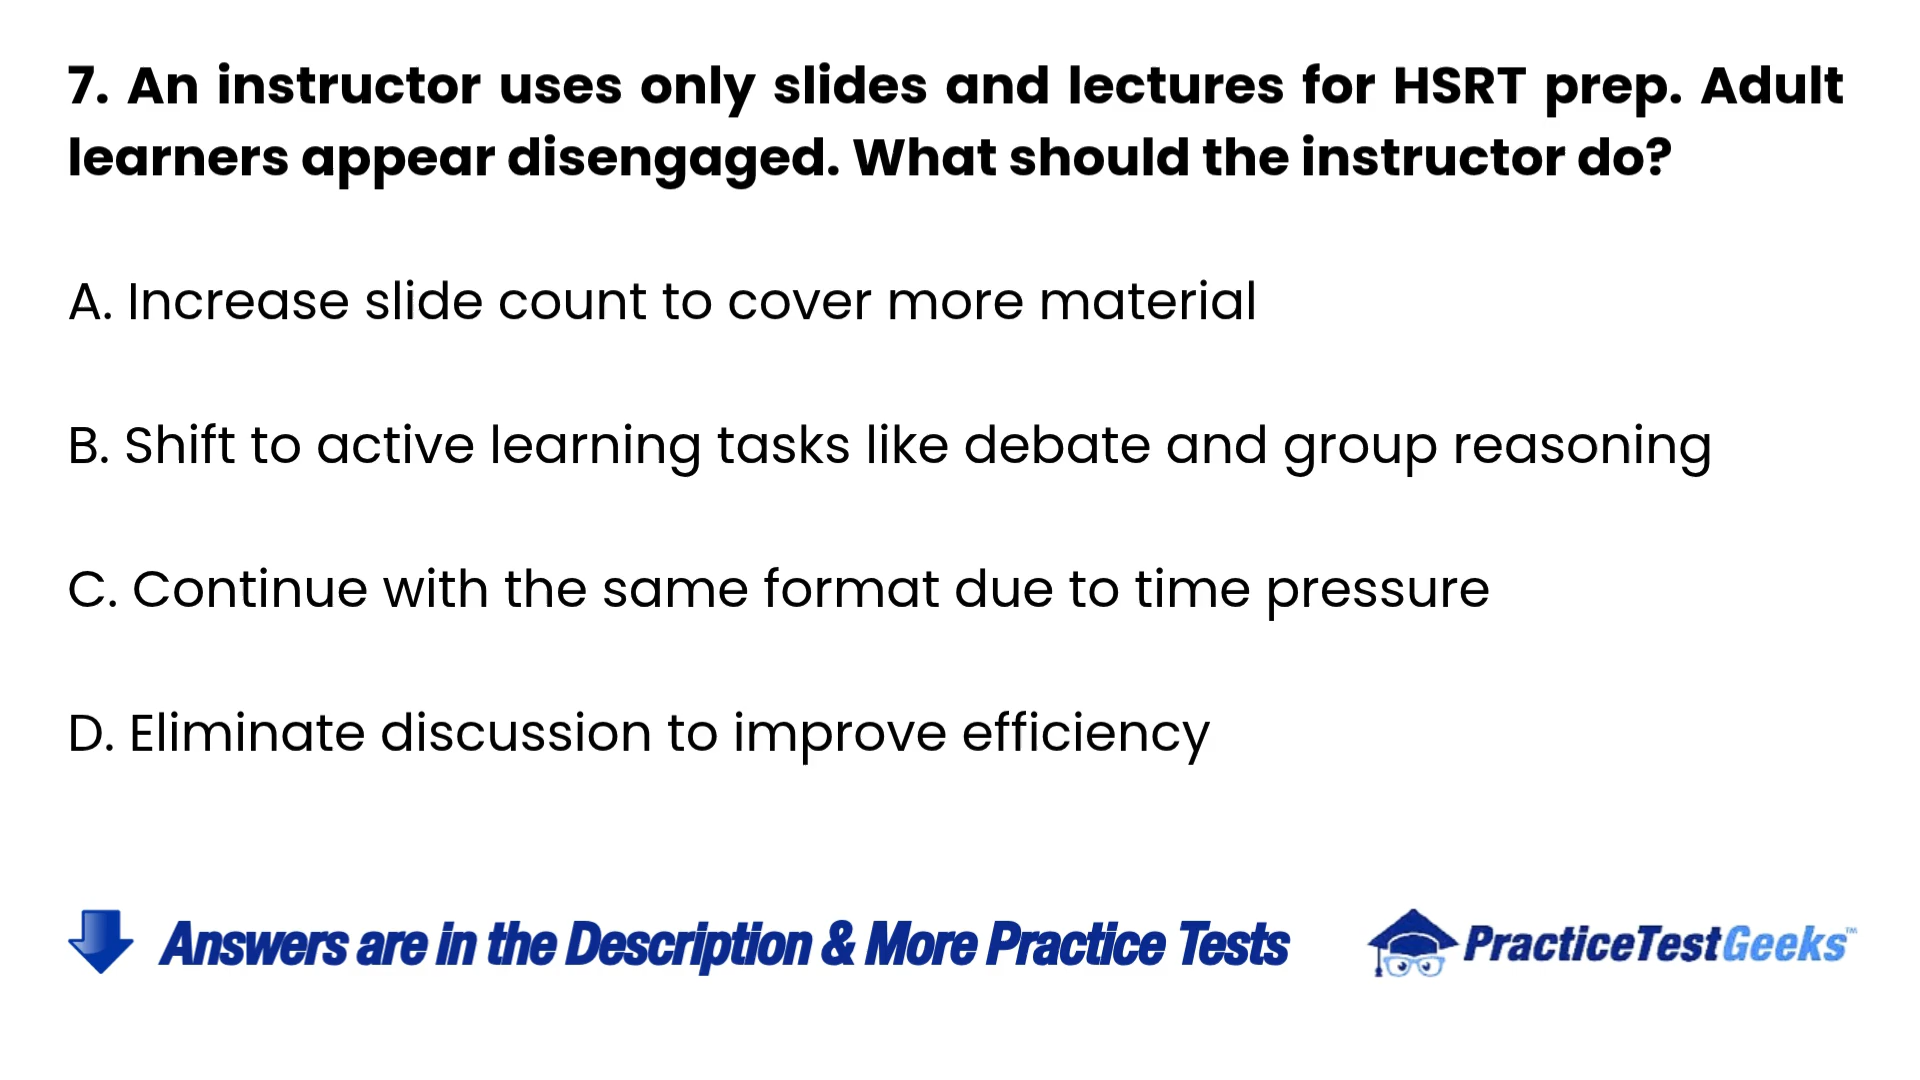 7. An instructor uses only slides and lectures for HSRT prep. Adult
learners appear disengaged. What should the instructor do?
A. Increase slide count to cover more material
B. Shift to active learning tasks like debate and group reasoning
C. Continue with the same format due to time pressure
D. Eliminate discussion to improve efficiency
Answers are in the Description & More Practice Tests
PracticeTestGeeks™